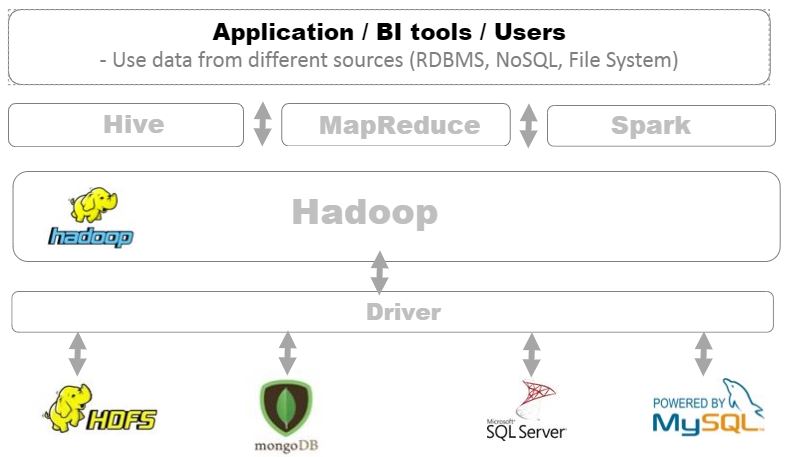 Application / BI tools / Users
- Use data from different sources (RDBMS, NoSQL, File System)
Hive
MapReduce
Spark
hadoop
Hadoop
Driver
HDFS
mongoDB
Microsoft
SQL Server
POWERED BY
MySQL